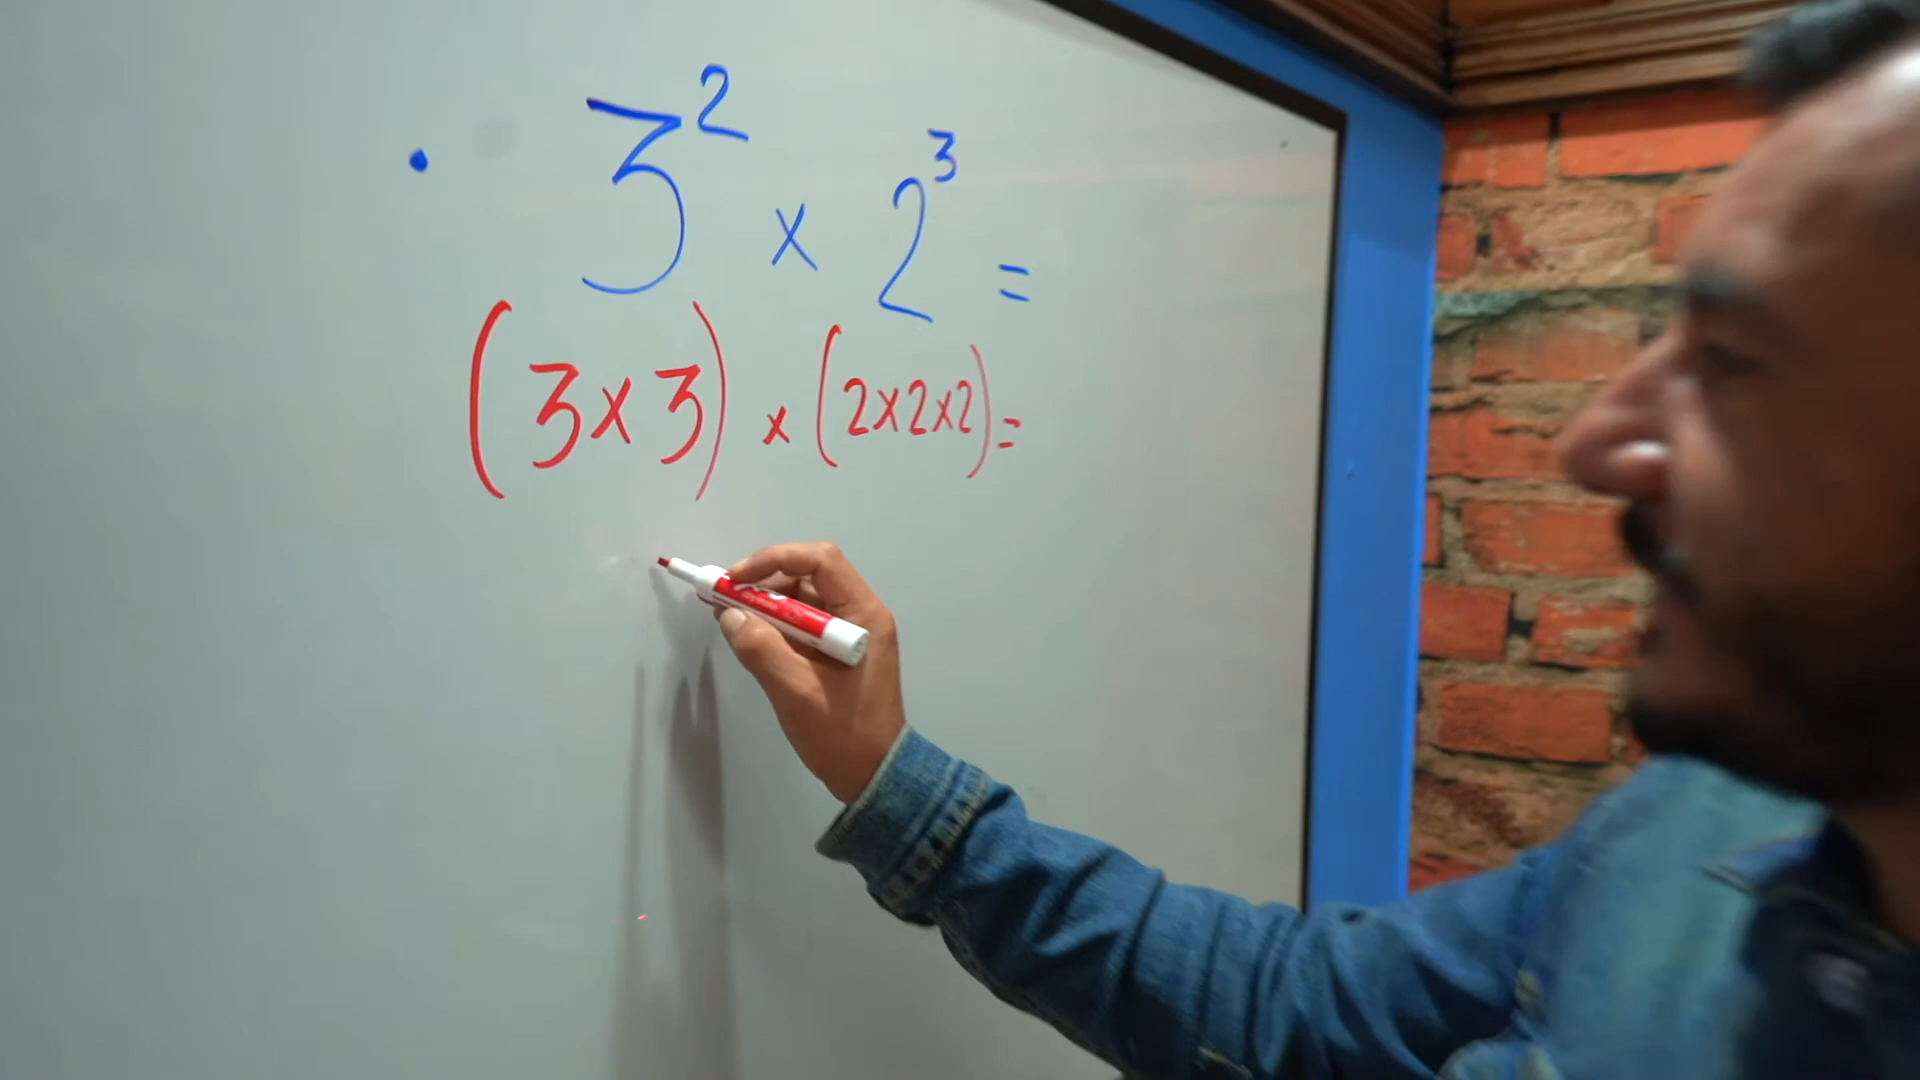 · 3² x 2³ =
(3x3) x (2x2x2)=